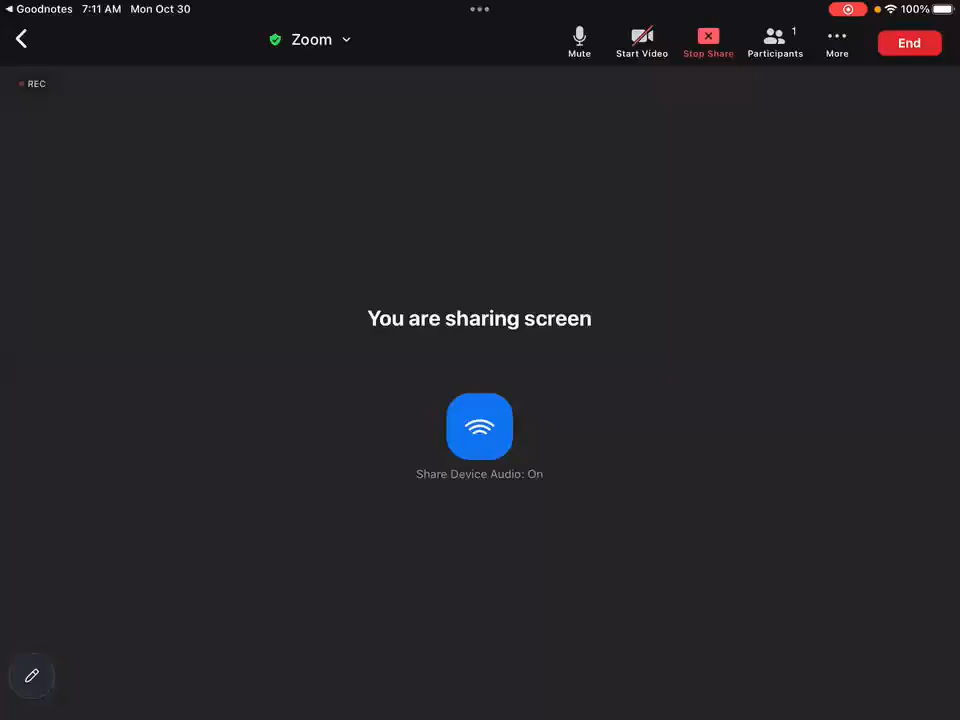 Goodnotes 7:11 AM Mon Oct 30 100%
Zoom
1
Mute Start Video Stop Share Participants More End
REC
You are sharing screen
Share Device Audio: On